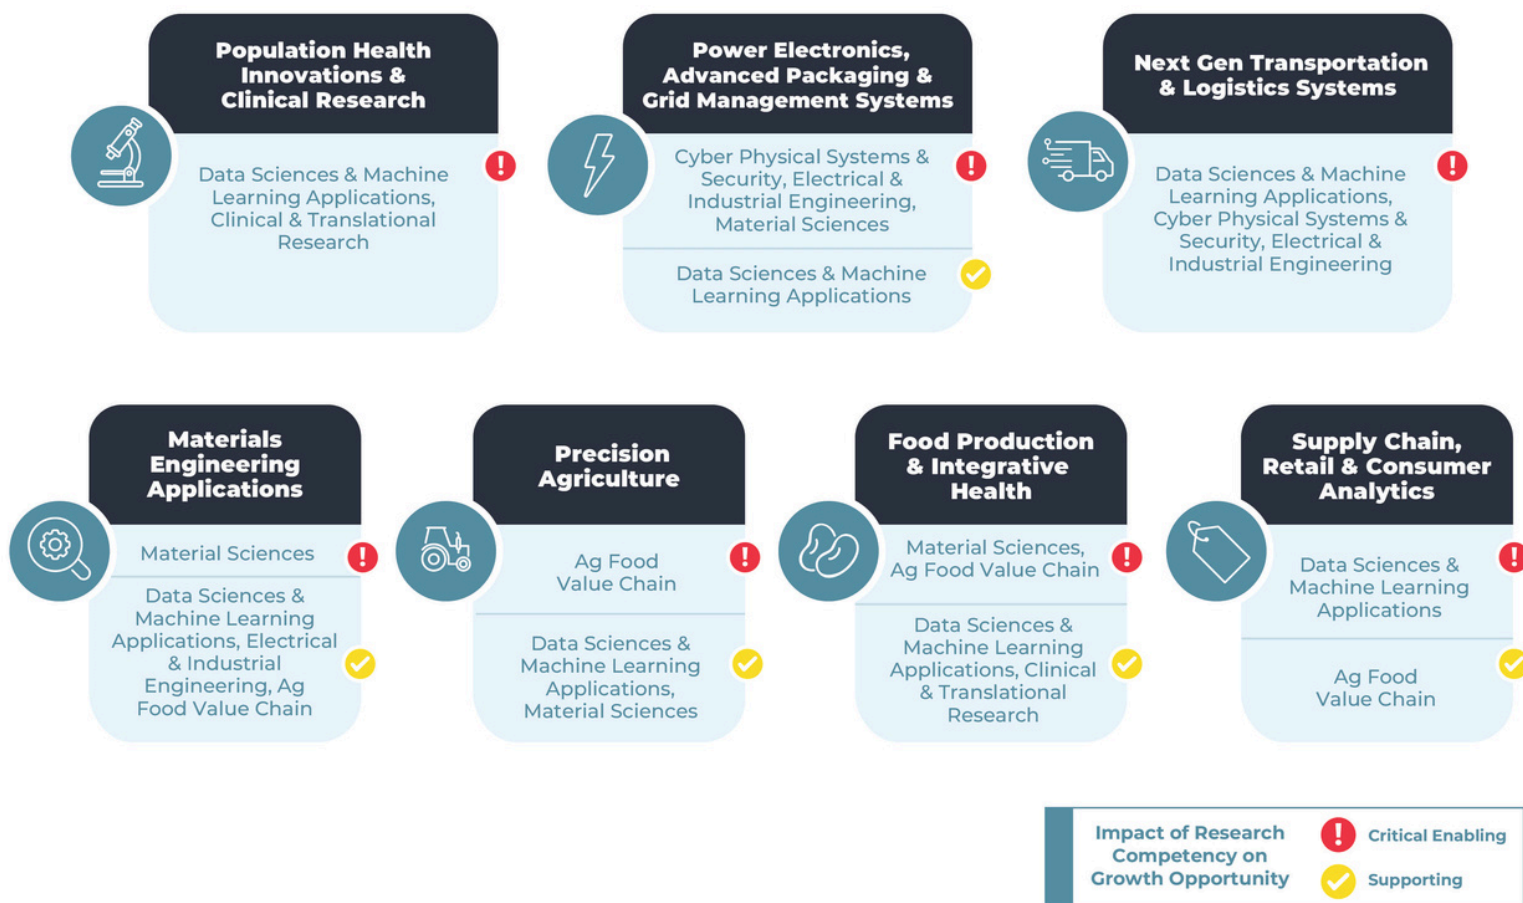 Population Health
Innovations &
Clinical Research
Data Sciences & Machine
Learning Applications,
Clinical & Translational
Research
Power Electronics,
Advanced Packaging &
Grid Management Systems
Cyber Physical Systems &
Security, Electrical &
Industrial Engineering,
Material Sciences
Data Sciences & Machine
Learning Applications
Next Gen Transportation
& Logistics Systems
Data Sciences & Machine
Learning Applications,
Cyber Physical Systems &
Security, Electrical &
Industrial Engineering
Materials
Engineering
Applications
Material Sciences
Data Sciences &
Machine Learning
Applications, Electrical
& Industrial
Engineering, Ag
Food Value Chain
Precision
Agriculture
Ag Food
Value Chain
Data Sciences &
Machine Learning
Applications,
Material Sciences
Food Production
& Integrative
Health
Material Sciences,
Ag Food Value Chain
Data Sciences &
Machine Learning
Applications, Clinical
& Translational
Research
Supply Chain,
Retail & Consumer
Analytics
Data Sciences &
Machine Learning
Applications
Ag Food
Value Chain
Impact of Research
Competency on
Growth Opportunity
Critical Enabling
Supporting